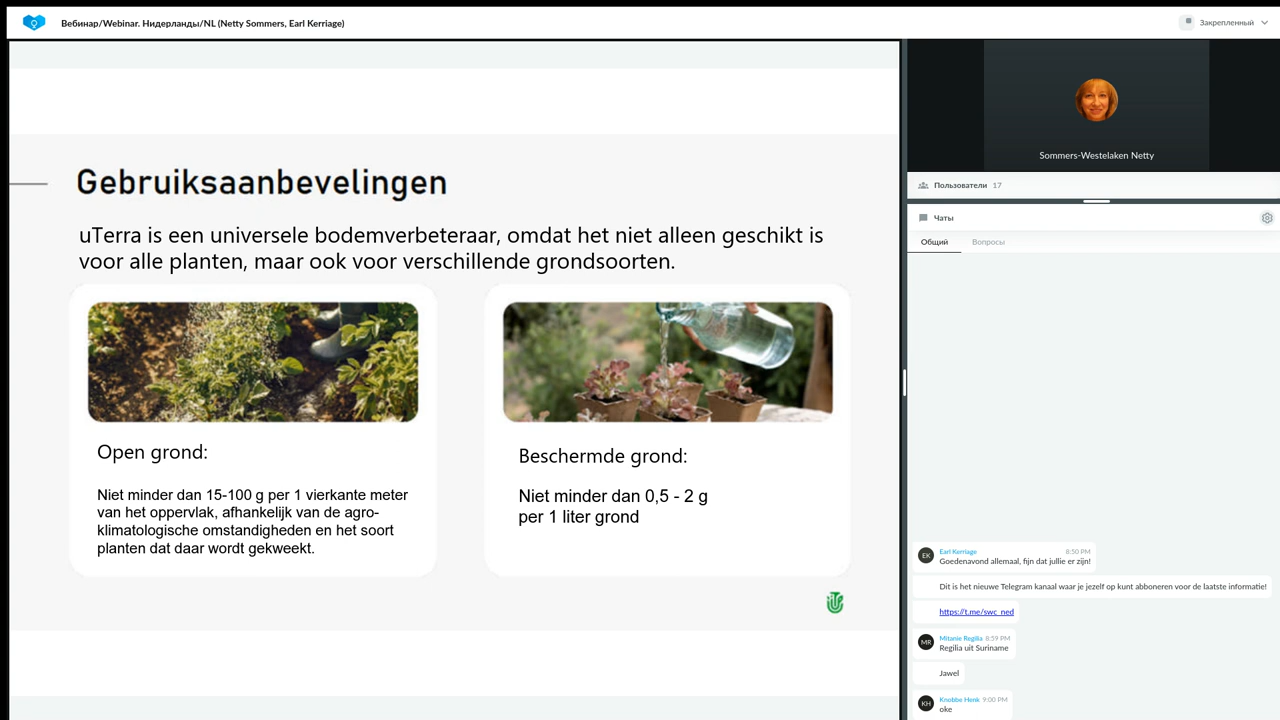 Вебинар/Webinar. Нидерланды/NL (Netty Sommers, Earl Kerriage)
Закрепленный
Gebruiksaanbevelingen
uTerra is een universele bodemverbeteraar, omdat het niet alleen geschikt is
voor alle planten, maar ook voor verschillende grondsoorten.
Open grond:
Niet minder dan 15-100 g per 1 vierkante meter
van het oppervlak, afhankelijk van de agro-
klimatologische omstandigheden en het soort
planten dat daar wordt gekweekt.
Beschermde grond:
Niet minder dan 0,5 - 2 g
per 1 liter grond
Sommers-Westelaken Netty
Пользователи 17
Чаты
Общий Вопросы
EK Earl Kerriage 8:50 PM
Goedenavond allemaal, fijn dat jullie er zijn!
Dit is het nieuwe Telegram kanaal waar je jezelf op kunt abboneren voor de laatste informatie!
https://t.me/swc_ned
MR Mitanie Regilia 8:59 PM
Regilia uit Suriname
Jawel
KH Knobbe Henk 9:00 PM
oke